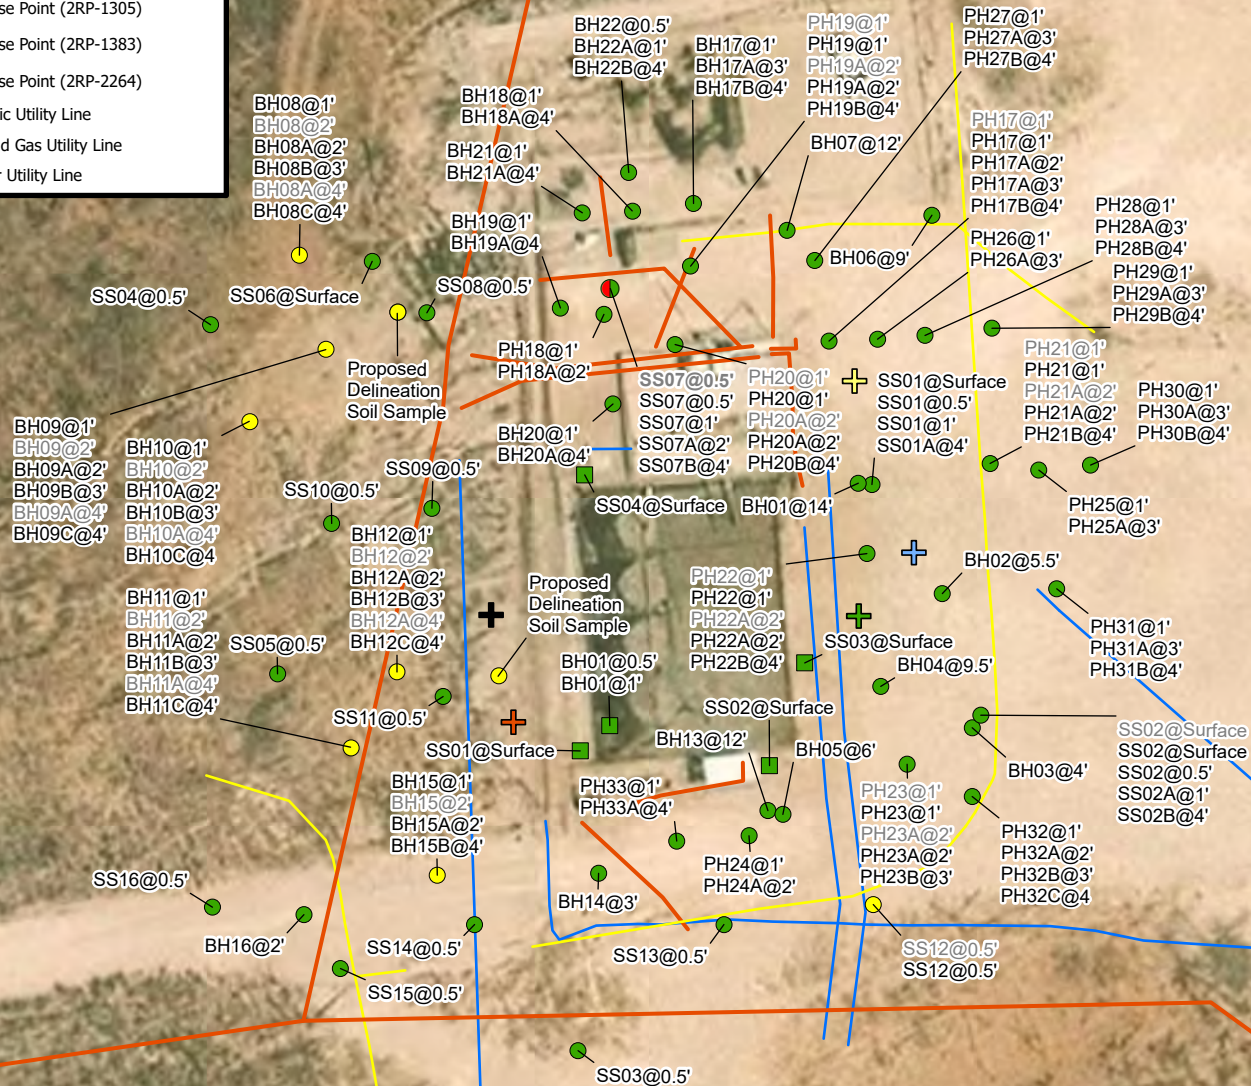 se Point (2RP-1305)
se Point (2RP-1383)
se Point (2RP-2264)
ic Utility Line
d Gas Utility Line
r Utility Line
BH22@0.5'
BH22A@1'
BH22B@4'
BH17@1'
BH17A@3'
BH17B@4'
PH19@1'
PH19@1'
PH19A@2'
PH19A@2'
PH19B@4'
PH27@1'
PH27A@3'
PH27B@4'
BH08@1'
BH08@2'
BH08A@2'
BH08B@3'
BH08A@4'
BH08C@4'
BH18@1'
BH18A@4'
BH21@1'
BH21A@4'
BH07@12'
PH17@1'
PH17@1'
PH17A@2'
PH17A@3'
PH17B@4'
BH19@1'
BH19A@4
BH06@9'
PH26@1'
PH26A@3'
PH28@1'
PH28A@3'
PH28B@4'
PH29@1'
PH29A@3'
PH29B@4'
SS04@0.5'
SS06@Surface
SS08@0.5'
Proposed
Delineation
Soil Sample
PH18@1'
PH18A@2'
SS07@0.5'
SS07@0.5'
SS07@1'
SS07A@2'
SS07B@4'
PH20@1'
PH20@1'
PH20A@2'
PH20A@2'
PH20B@4'
SS01@Surface
SS01@0.5'
SS01@1'
SS01A@4'
PH21@1'
PH21@1'
PH21A@2'
PH21A@2'
PH21B@4'
PH30@1'
PH30A@3'
PH30B@4'
BH09@1'
BH09@2'
BH09A@2'
BH09B@3'
BH09A@4'
BH09C@4'
BH10@1'
BH10@2'
BH10A@2'
BH10B@3'
BH10A@4'
BH10C@4
BH20@1'
BH20A@4'
SS09@0.5'
SS10@0.5'
SS04@Surface
BH01@14'
PH25@1'
PH25A@3'
BH12@1'
BH12@2'
BH12A@2'
BH12B@3'
BH12A@4'
BH12C@4'
Proposed
Delineation
Soil Sample
PH22@1'
PH22@1'
PH22A@2'
PH22A@2'
PH22B@4'
BH02@5.5'
BH11@1'
BH11@2'
BH11A@2'
BH11B@3'
BH11A@4'
BH11C@4'
SS05@0.5'
BH01@0.5'
BH01@1'
SS03@Surface
PH31@1'
PH31A@3'
PH31B@4'
BH04@9.5'
SS11@0.5'
SS02@Surface
SS01@Surface
BH13@12'
BH05@6'
SS02@Surface
SS02@Surface
SS02@0.5'
SS02A@1'
SS02B@4'
BH03@4'
BH15@1'
BH15@2'
BH15A@2'
BH15B@4'
PH33@1'
PH33A@4'
PH23@1'
PH23@1'
PH23A@2'
PH23A@2'
PH23B@3'
PH32@1'
PH32A@2'
PH32B@3'
PH32C@4
PH24@1'
PH24A@2'
SS16@0.5'
BH14@3'
BH16@2'
SS14@0.5'
SS13@0.5'
SS12@0.5'
SS12@0.5'
SS15@0.5'
SS03@0.5'